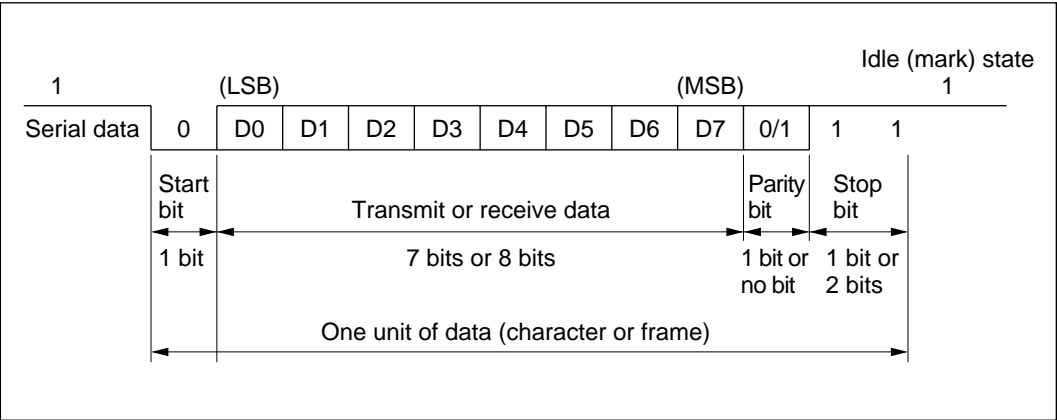 Idle (mark) state
1 (LSB) (MSB) 1
Serial data 0 D0 D1 D2 D3 D4 D5 D6 D7 0/1 1 1
Start Parity Stop
bit Transmit or receive data bit bit
1 bit 7 bits or 8 bits 1 bit or 1 bit or
no bit 2 bits
One unit of data (character or frame)